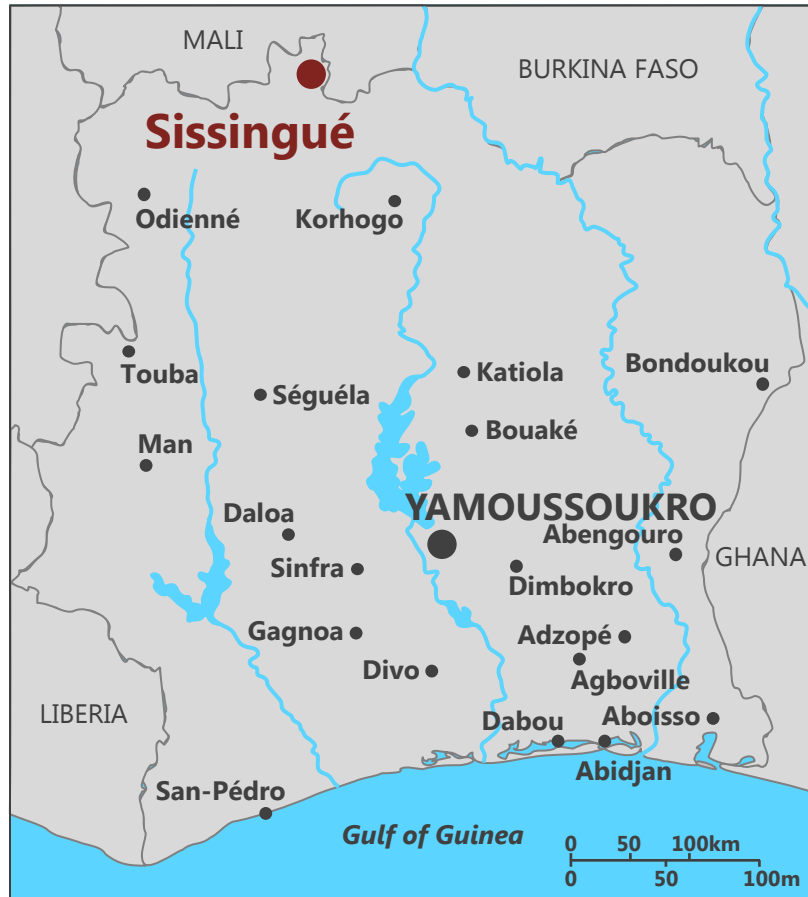 MALI
BURKINA FASO
Sissingué
Odienné
Korhogo
Touba
Séguéla
Katiola
Bondoukou
Man
Bouaké
YAMOUSSOUKRO
Daloa
Abengouro
Sinfra
Dimbokro
GHANA
Gagnoa
Adzopé
Divo
Agboville
LIBERIA
Dabou
Aboisso
Abidjan
San-Pédro
Gulf of Guinea
0 50 100km
0 50 100m